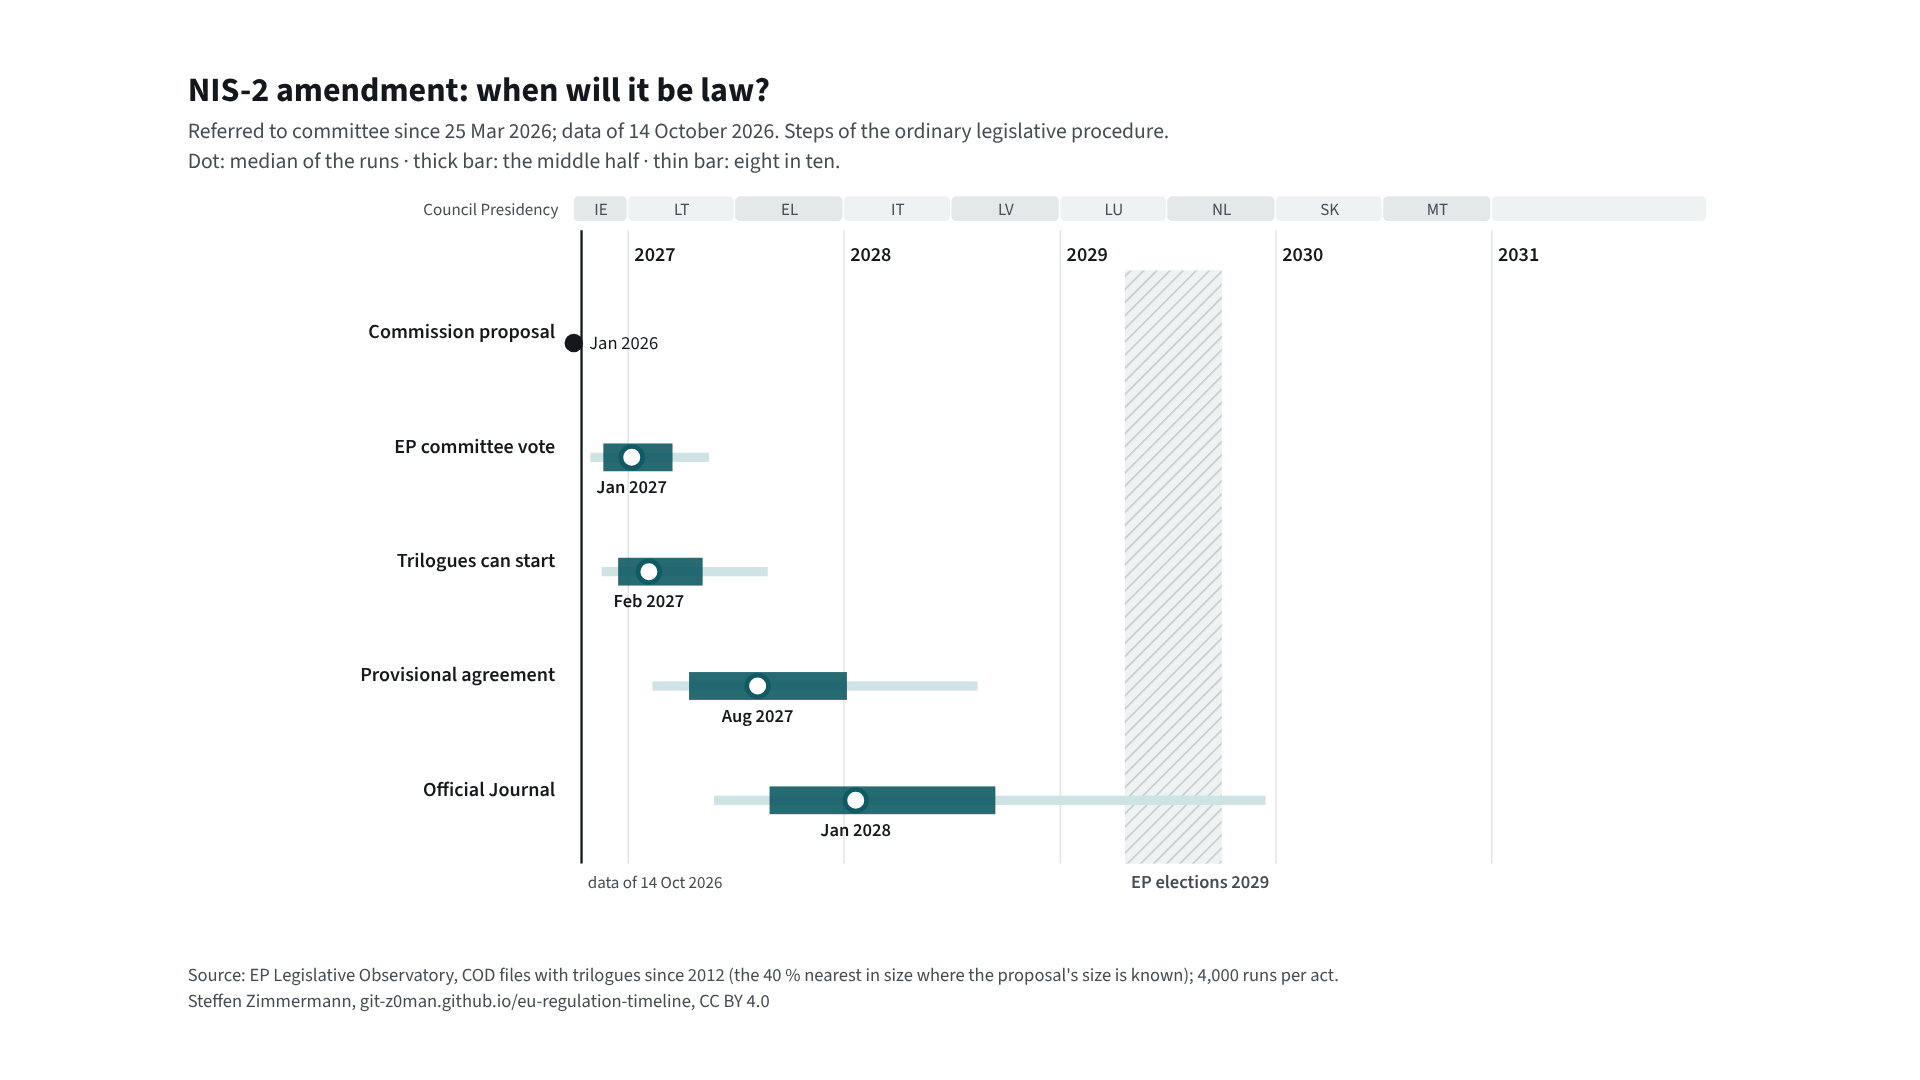 NIS-2 amendment: when will it be law?
Referred to committee since 25 Mar 2026; data of 14 October 2026. Steps of the ordinary legislative procedure.
Dot: median of the runs · thick bar: the middle half · thin bar: eight in ten.
Council Presidency IE LT EL IT LV LU NL SK MT
2027 2028 2029 2030 2031
Commission proposal
Jan 2026
EP committee vote
Jan 2027
Trilogues can start
Feb 2027
Provisional agreement
Aug 2027
Official Journal
Jan 2028
data of 14 Oct 2026 EP elections 2029
Source: EP Legislative Observatory, COD files with trilogues since 2012 (the 40 % nearest in size where the proposal's size is known); 4,000 runs per act.
Steffen Zimmermann, git-z0man.github.io/eu-regulation-timeline, CC BY 4.0